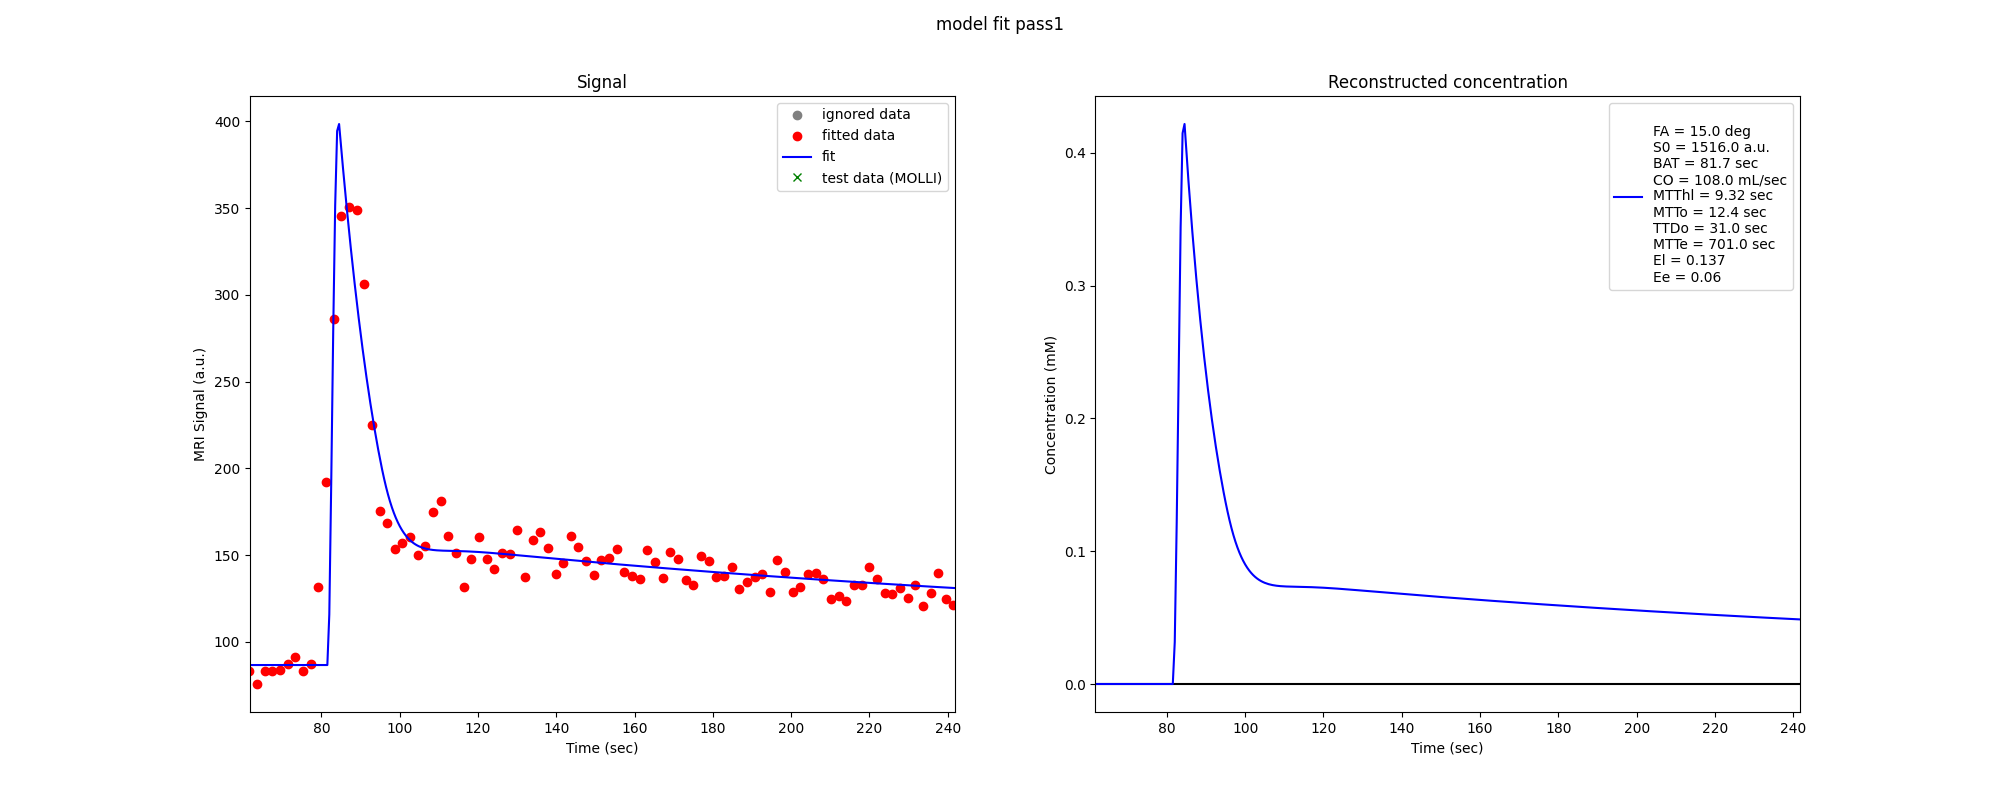 model fit pass1
Signal
400
350
300
250
200
150
100
MRI Signal (a.u.)
80 100 120 140 160 180 200 220 240
Time (sec)
ignored data
fitted data
fit
test data (MOLLI)
Reconstructed concentration
0.4
0.3
0.2
0.1
0.0
Concentration (mM)
80 100 120 140 160 180 200 220 240
Time (sec)
FA = 15.0 deg
S0 = 1516.0 a.u.
BAT = 81.7 sec
CO = 108.0 mL/sec
MTThl = 9.32 sec
MTTo = 12.4 sec
TTDo = 31.0 sec
MTTe = 701.0 sec
El = 0.137
Ee = 0.06